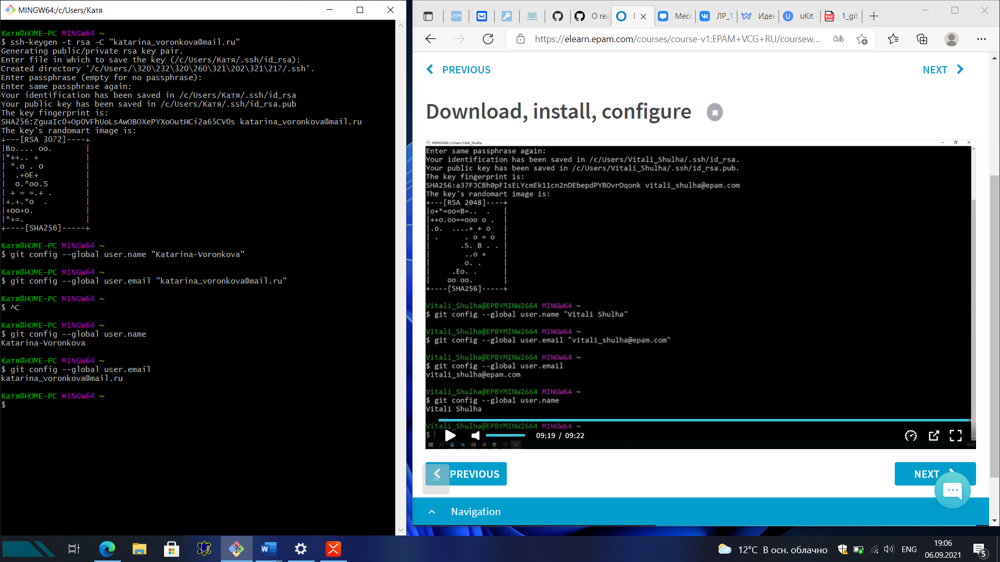 MINGW64:/c/Users/Катя
Катя@HOME-PC MINGW64 ~
$ ssh-keygen -t rsa -C "katarina_voronkova@mail.ru"
Generating public/private rsa key pair.
Enter file in which to save the key (/c/Users/Катя/.ssh/id_rsa):
Created directory '/c/Users/\320\232\320\260\321\202\321\217/.ssh'.
Enter passphrase (empty for no passphrase):
Enter same passphrase again:
Your identification has been saved in /c/Users/Катя/.ssh/id_rsa
Your public key has been saved in /c/Users/Катя/.ssh/id_rsa.pub
The key fingerprint is:
SHA256:ZguaIcO+OpOVFhUoLsAwOBOXePYXoOutHCi2a65CVOs katarina_voronkova@mail.ru
The key's randomart image is:
+---[RSA 3072]----+
|Bo.... oo.       |
|*++.. +          |
| *.o . o         |
|  .+oE+          |
|  o.*oo.S        |
| + = =.+ .       |
|+.+.*o  .        |
|+oo+o.           |
|*+=.             |
+----[SHA256]-----+
Катя@HOME-PC MINGW64 ~
$ git config --global user.name "Katarina-Voronkova"
Катя@HOME-PC MINGW64 ~
$ git config --global user.email "katarina_voronkova@mail.ru"
Катя@HOME-PC MINGW64 ~
$ ^C
Катя@HOME-PC MINGW64 ~
$ git config --global user.name
Katarina-Voronkova
Катя@HOME-PC MINGW64 ~
$ git config --global user.email
katarina_voronkova@mail.ru
Катя@HOME-PC MINGW64 ~
$
DSM О rea Месс ЛР_1 Идеи uKit - 1_git.
https://elearn.epam.com/courses/course-v1:EPAM+VCG+RU/coursew...
PREVIOUS
NEXT
Download, install, configure
MINGW64:/c/Users/Vitali_Shulha
Enter same passphrase again:
Your identification has been saved in /c/Users/Vitali_Shulha/.ssh/id_rsa.
Your public key has been saved in /c/Users/Vitali_Shulha/.ssh/id_rsa.pub.
The key fingerprint is:
SHA256:a37FJCBh0pFIsELYcmEk11cn2nDEbepdPYROvrDqonk vitali_shulha@epam.com
The key's randomart image is:
+---[RSA 2048]----+
|o+*=oo=B=..  .   |
|++o.oo==ooo o .  |
|.o.  ....+ + o   |
| .      . o = o  |
|       .S. B . . |
|        ..o +    |
|        o. .     |
|     .Eo. .      |
|    oo oo.       |
+----[SHA256]-----+
Vitali_Shulha@EPBYMINW2664 MINGW64 ~
$ git config --global user.name "Vitali Shulha"
Vitali_Shulha@EPBYMINW2664 MINGW64 ~
$ git config --global user.email "vitali_shulha@epam.com"
Vitali_Shulha@EPBYMINW2664 MINGW64 ~
$ git config --global user.email
vitali_shulha@epam.com
Vitali_Shulha@EPBYMINW2664 MINGW64 ~
$ git config --global user.name
Vitali Shulha
Vitali_Shulha@EPBYMINW2664 MINGW64 ~
$
09:19 / 09:22
12:17
PREVIOUS
NEXT
Navigation
12°C В осн. облачно
ENG
19:06
06.09.2021
5